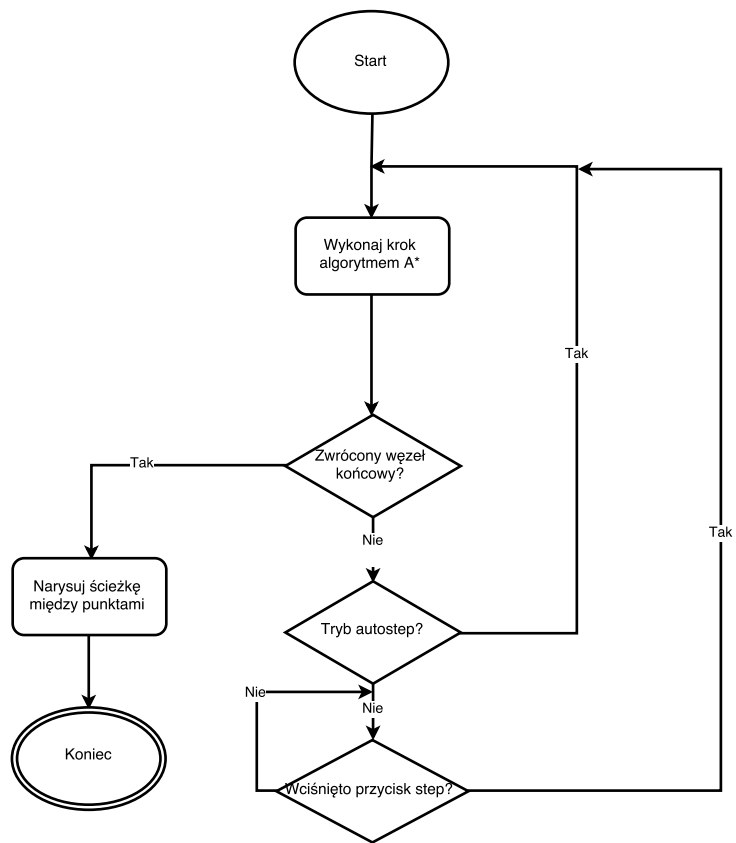 Start
Wykonaj krok
algorytmem A*
Tak
Zwrócony węzeł
końcowy?
Tak
Tak
Nie
Narysuj ścieżkę
między punktami
Tryb autostep?
Nie
Nie
Koniec
Wciśnięto przycisk step?